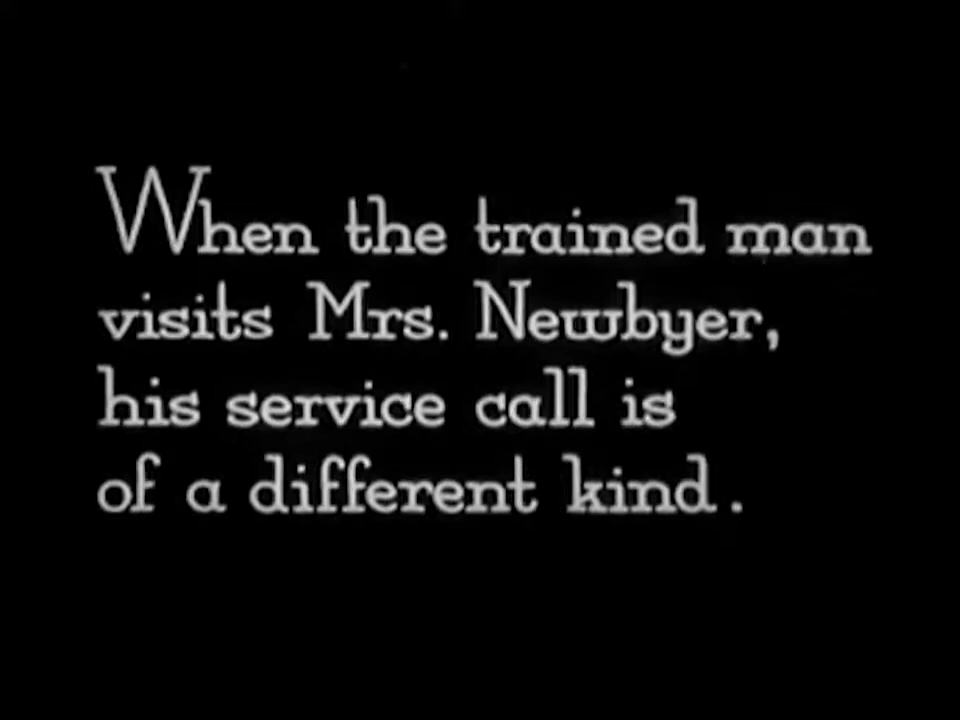 When the trained man
visits Mrs. Newbyer,
his service call is
of a different kind.